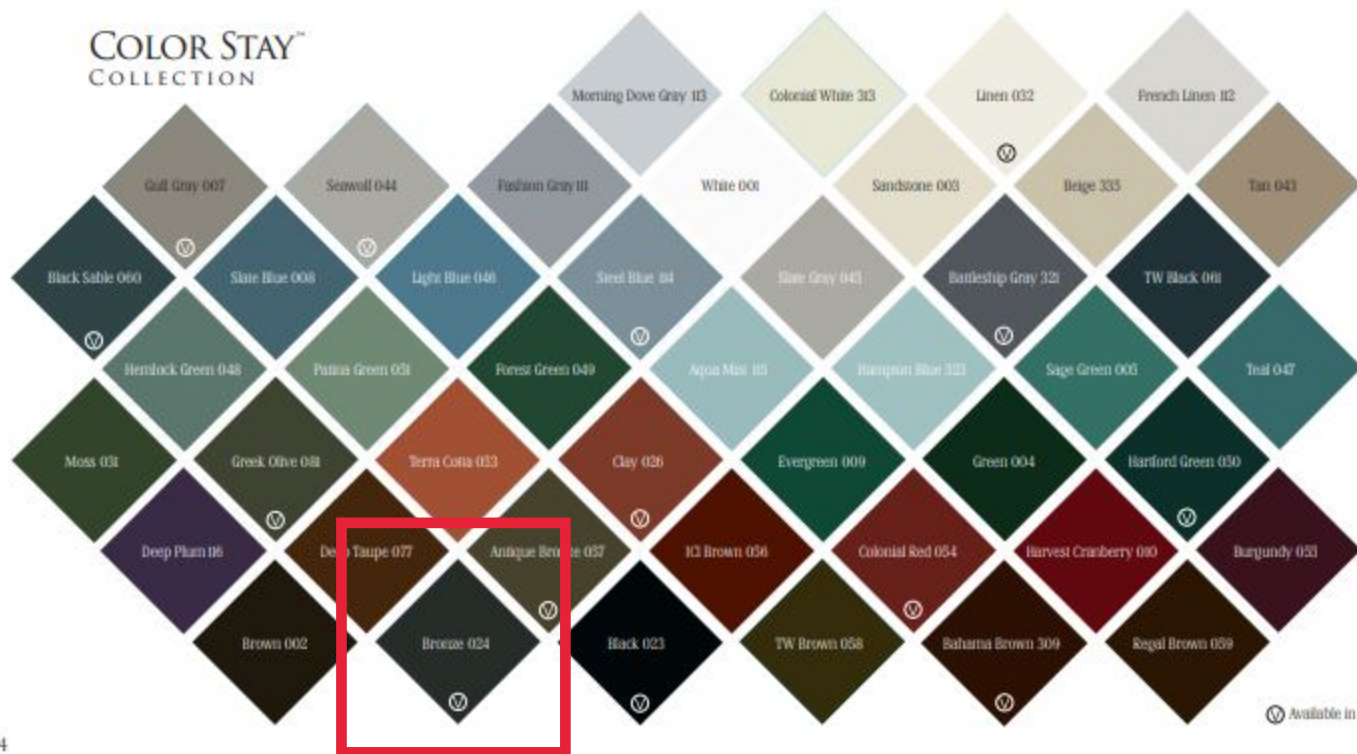 COLOR STAY™
COLLECTION
Morning Dove Gray 113
Colonial White 313
Linen 032
French Linen 112
Gull Gray 007
Seawolf 044
Fashion Gray 111
White 001
Sandstone 003
Beige 335
Tan 043
Black Sable 060
Slate Blue 008
Light Blue 046
Steel Blue 114
Slate Gray 042
Battleship Gray 321
TW Black 061
Hemlock Green 048
Patina Green 051
Forest Green 049
Aqua Mist 115
Hampton Blue 323
Sage Green 005
Teal 047
Moss 031
Greek Olive 081
Terra Cotta 053
Clay 026
Evergreen 009
Green 004
Hartford Green 050
Deep Plum 116
Deep Taupe 077
Antique Bronze 057
ICI Brown 056
Colonial Red 054
Harvest Cranberry 010
Burgundy 055
Brown 002
Bronze 024
Black 023
TW Brown 058
Bahama Brown 309
Regal Brown 059
V Available in
4